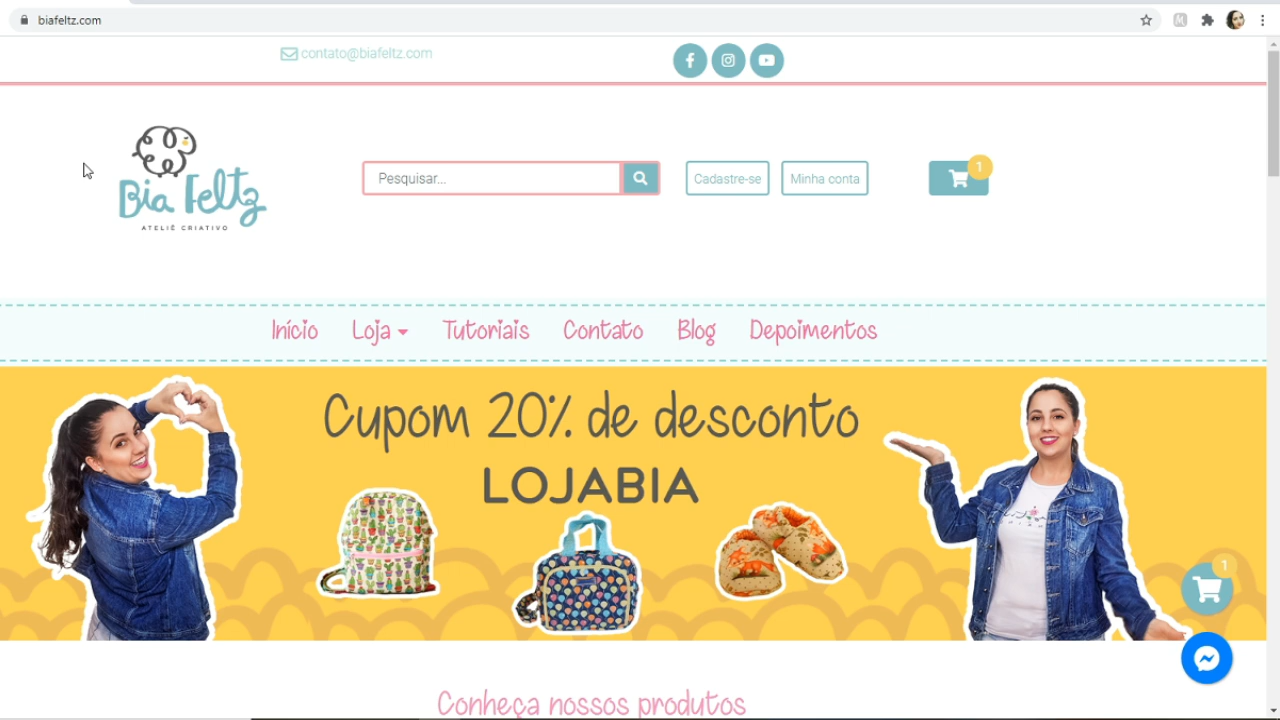 biafeltz.com
contato@biafeltz.com
Bia Feltz
ATELIÊ CRIATIVO
Pesquisar...
Cadastre-se
Minha conta
1
Início
Loja
Tutoriais
Contato
Blog
Depoimentos
Cupom 20% de desconto
LOJABIA
1
Conheça nossos produtos